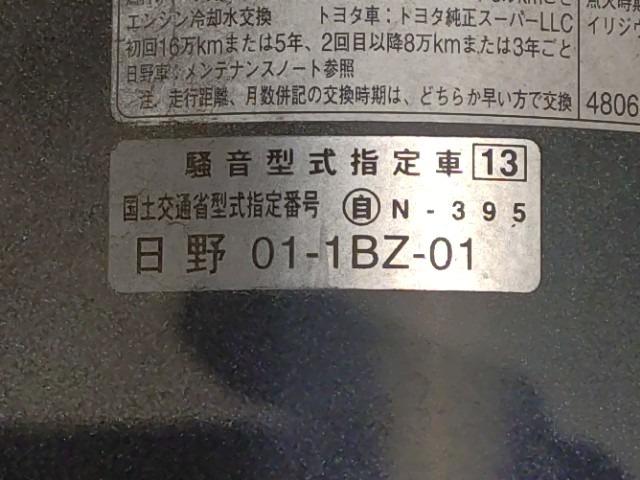 エンジン冷却水交換 トヨタ車：トヨタ純正スーパーLLC
初回16万kmまたは5年、2回目以降8万kmまたは3年ごと
日野車：メンテナンスノート参照
注. 走行距離、月数併記の交換時期は、どちらか早い方で交換
イリジウ
4806
騒音型式指定車 13
国土交通省型式指定番号 自 N-395
日野 01-1BZ-01